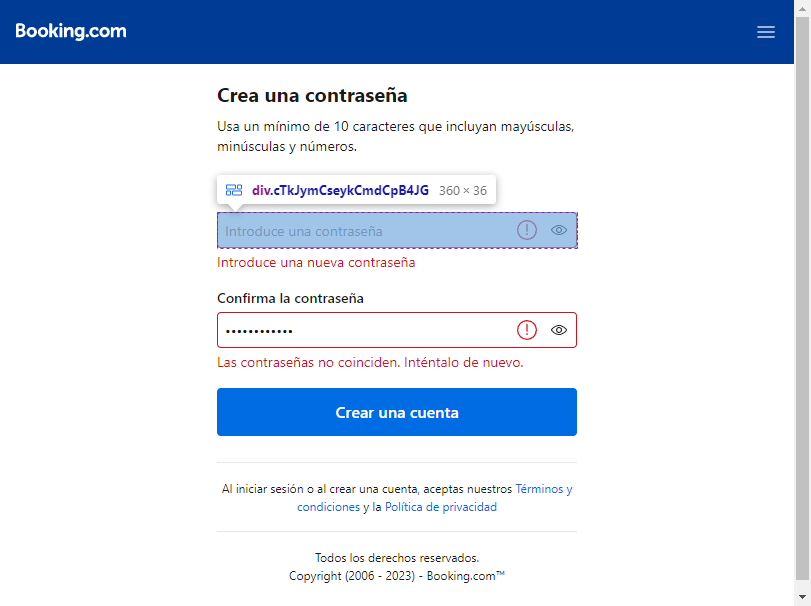 Booking.com
Crea una contraseña
Usa un mínimo de 10 caracteres que incluyan mayúsculas,
minúsculas y números.
div.cTkJymCseykCmdCpB4JG 360 × 36
Introduce una contraseña
Introduce una nueva contraseña
Confirma la contraseña
••••••••••••
Las contraseñas no coinciden. Inténtalo de nuevo.
Crear una cuenta
Al iniciar sesión o al crear una cuenta, aceptas nuestros Términos y
condiciones y la Política de privacidad
Todos los derechos reservados.
Copyright (2006 - 2023) - Booking.com™